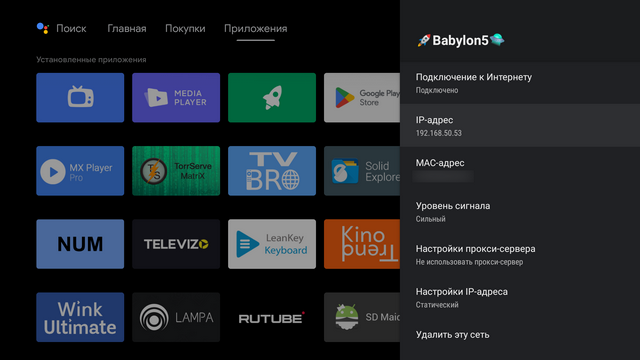 Поиск
Главная
Покупки
Приложения
Установленные приложения
MEDIA
PLAYER
Google Play
Store
MX Player
Pro
TorrServe
MatriX
TV
BRO
Solid
Explore
NUM
TELEVIZO
LeanKey
Keyboard
Kino
Trend
Wink
Ultimate
LAMPA
RUTUBE
SD Maid
🚀Babylon5🛸
Подключение к Интернету
Подключено
IP-адрес
192.168.50.53
MAC-адрес
Уровень сигнала
Сильный
Настройки прокси-сервера
Не использовать прокси-сервер
Настройки IP-адреса
Статический
Удалить эту сеть